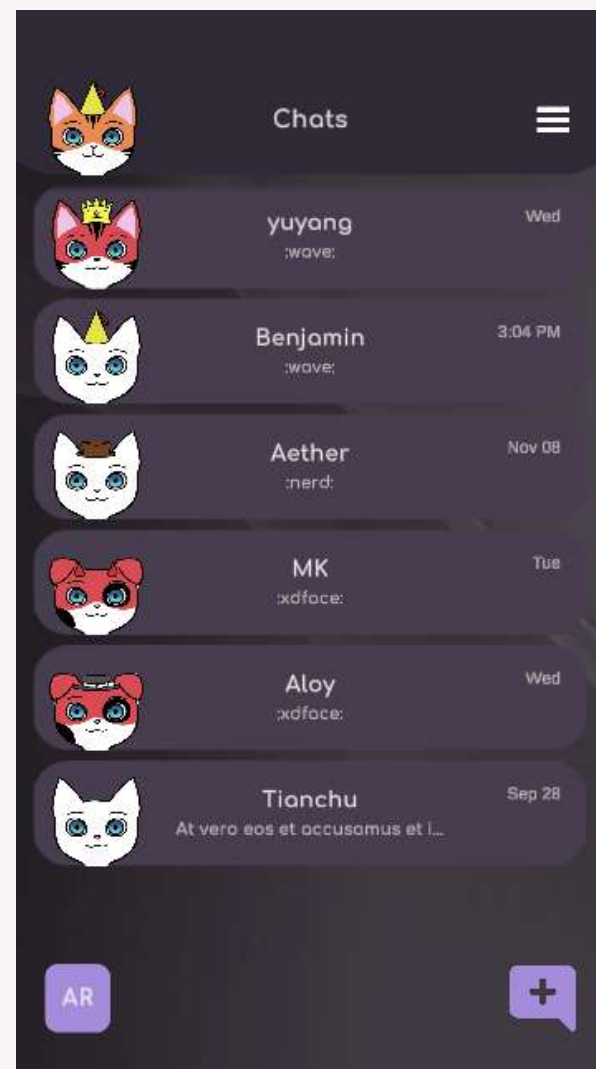 Chats
yuyang
Wed
:wave:
Benjamin
3:04 PM
:wave:
Aether
Nov 08
:nerd:
MK
Tue
:xdface:
Aloy
Wed
:xdface:
Tianchu
Sep 28
At vero eos et accusamus et i...
AR